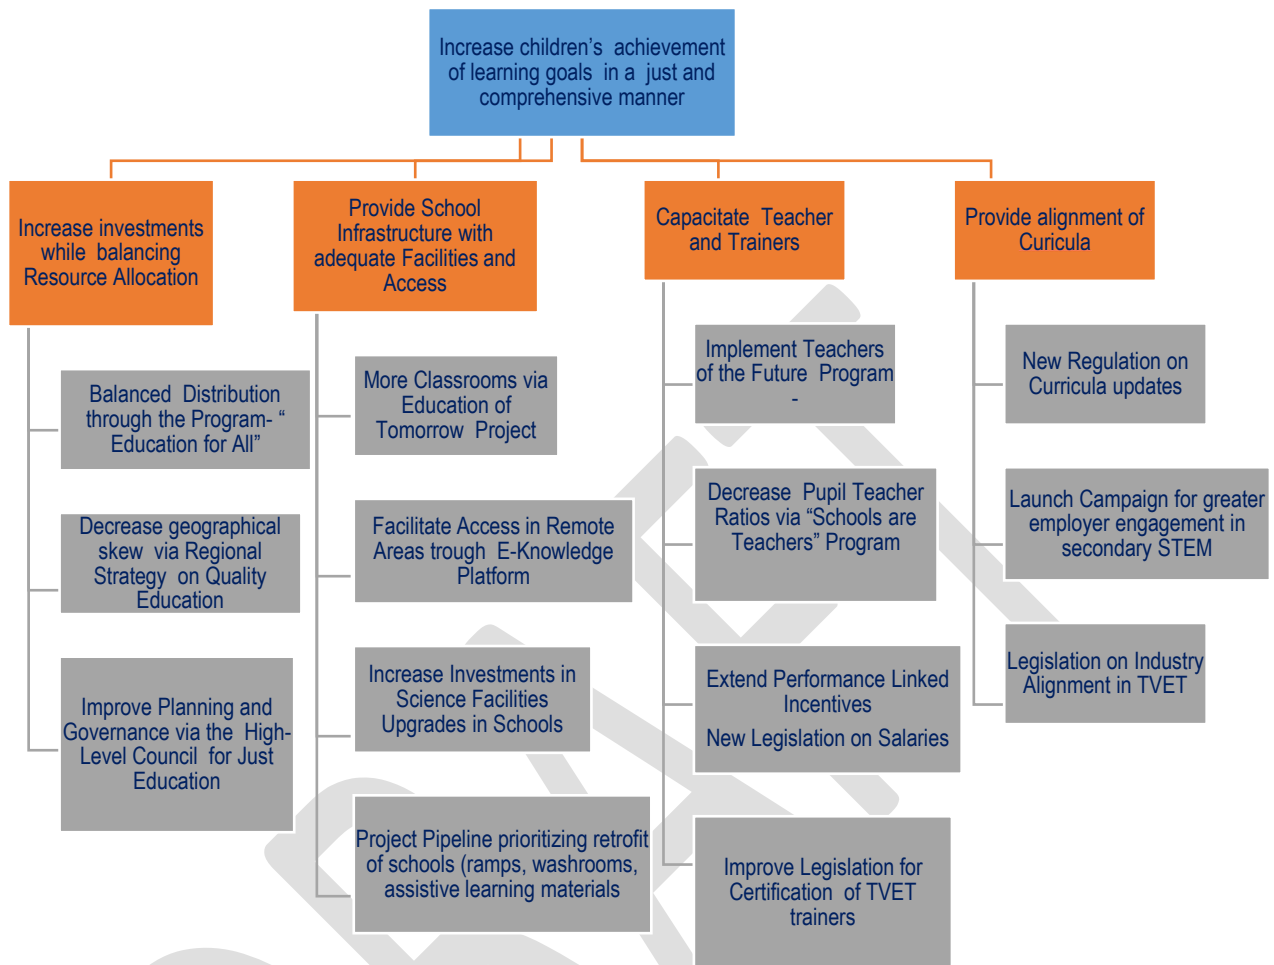 Increase children's achievement
of learning goals in a just and
comprehensive manner
Increase investments
while balancing
Resource Allocation
Balanced Distribution
through the Program- “
Education for All”
Decrease geographical
skew via Regional
Strategy on Quality
Education
Improve Planning and
Governance via the High-
Level Council for Just
Education
Provide School
Infrastructure with
adequate Facilities and
Access
More Classrooms via
Education of
Tomorrow Project
Facilitate Access in Remote
Areas trough E-Knowledge
Platform
Increase Investments in
Science Facilities
Upgrades in Schools
Project Pipeline prioritizing retrofit
of schools (ramps, washrooms,
assistive learning materials
Capacitate Teacher
and Trainers
Implement Teachers
of the Future Program
-
Decrease Pupil Teacher
Ratios via “Schools are
Teachers” Program
Extend Performance Linked
Incentives
New Legislation on Salaries
Improve Legislation for
Certification of TVET
trainers
Provide alignment of
Curicula
New Regulation on
Curricula updates
Launch Campaign for greater
employer engagement in
secondary STEM
Legislation on Industry
Alignment in TVET